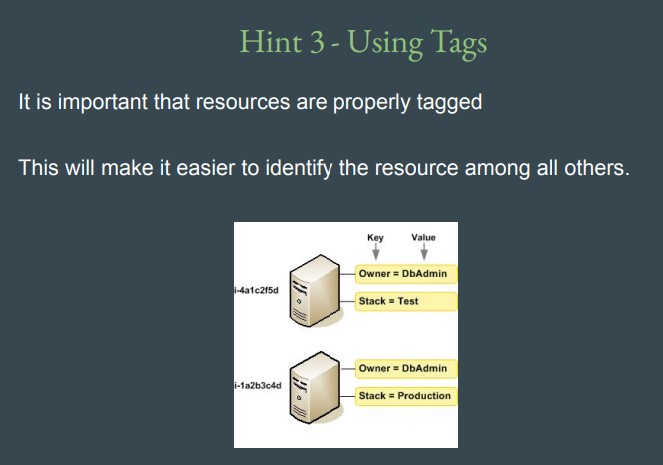 Hint 3 - Using Tags
It is important that resources are properly tagged
This will make it easier to identify the resource among all others.
Key Value
i-4a1c2f5d
Owner = DbAdmin
Stack = Test
i-1a2b3c4d
Owner = DbAdmin
Stack = Production